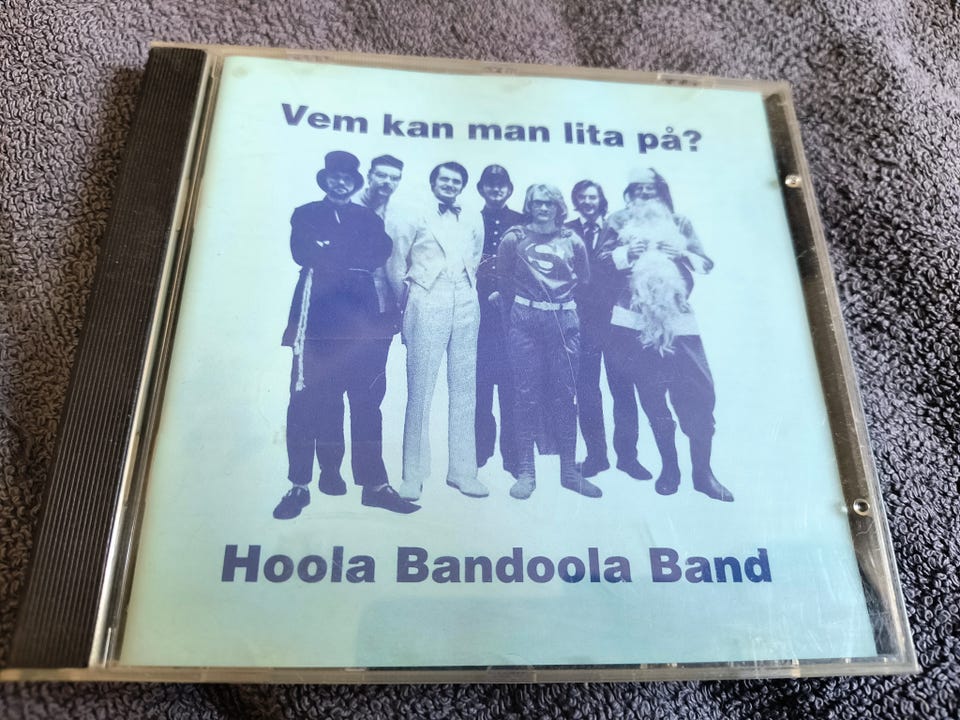 Vem kan man lita på?
S
Hoola Bandoola Band